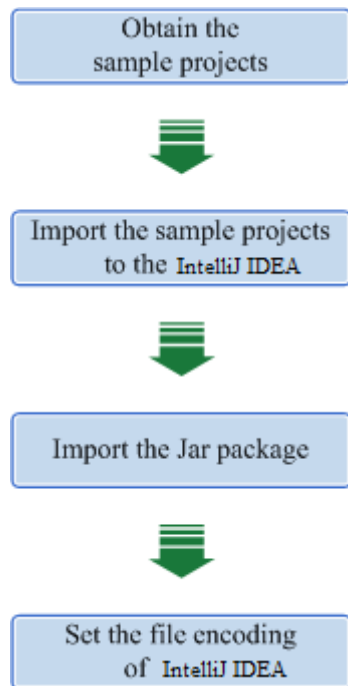 Obtain the
sample projects
Import the sample projects
to the IntelliJ IDEA
Import the Jar package
Set the file encoding
of IntelliJ IDEA